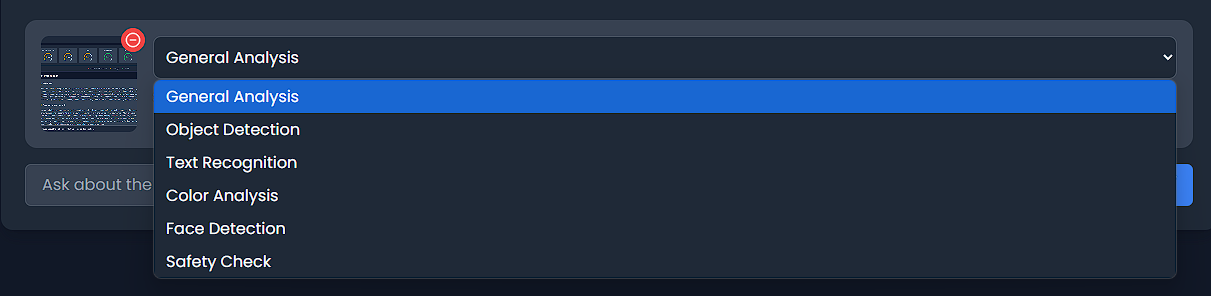 General Analysis
General Analysis
Object Detection
Text Recognition
Color Analysis
Face Detection
Safety Check
Ask about the